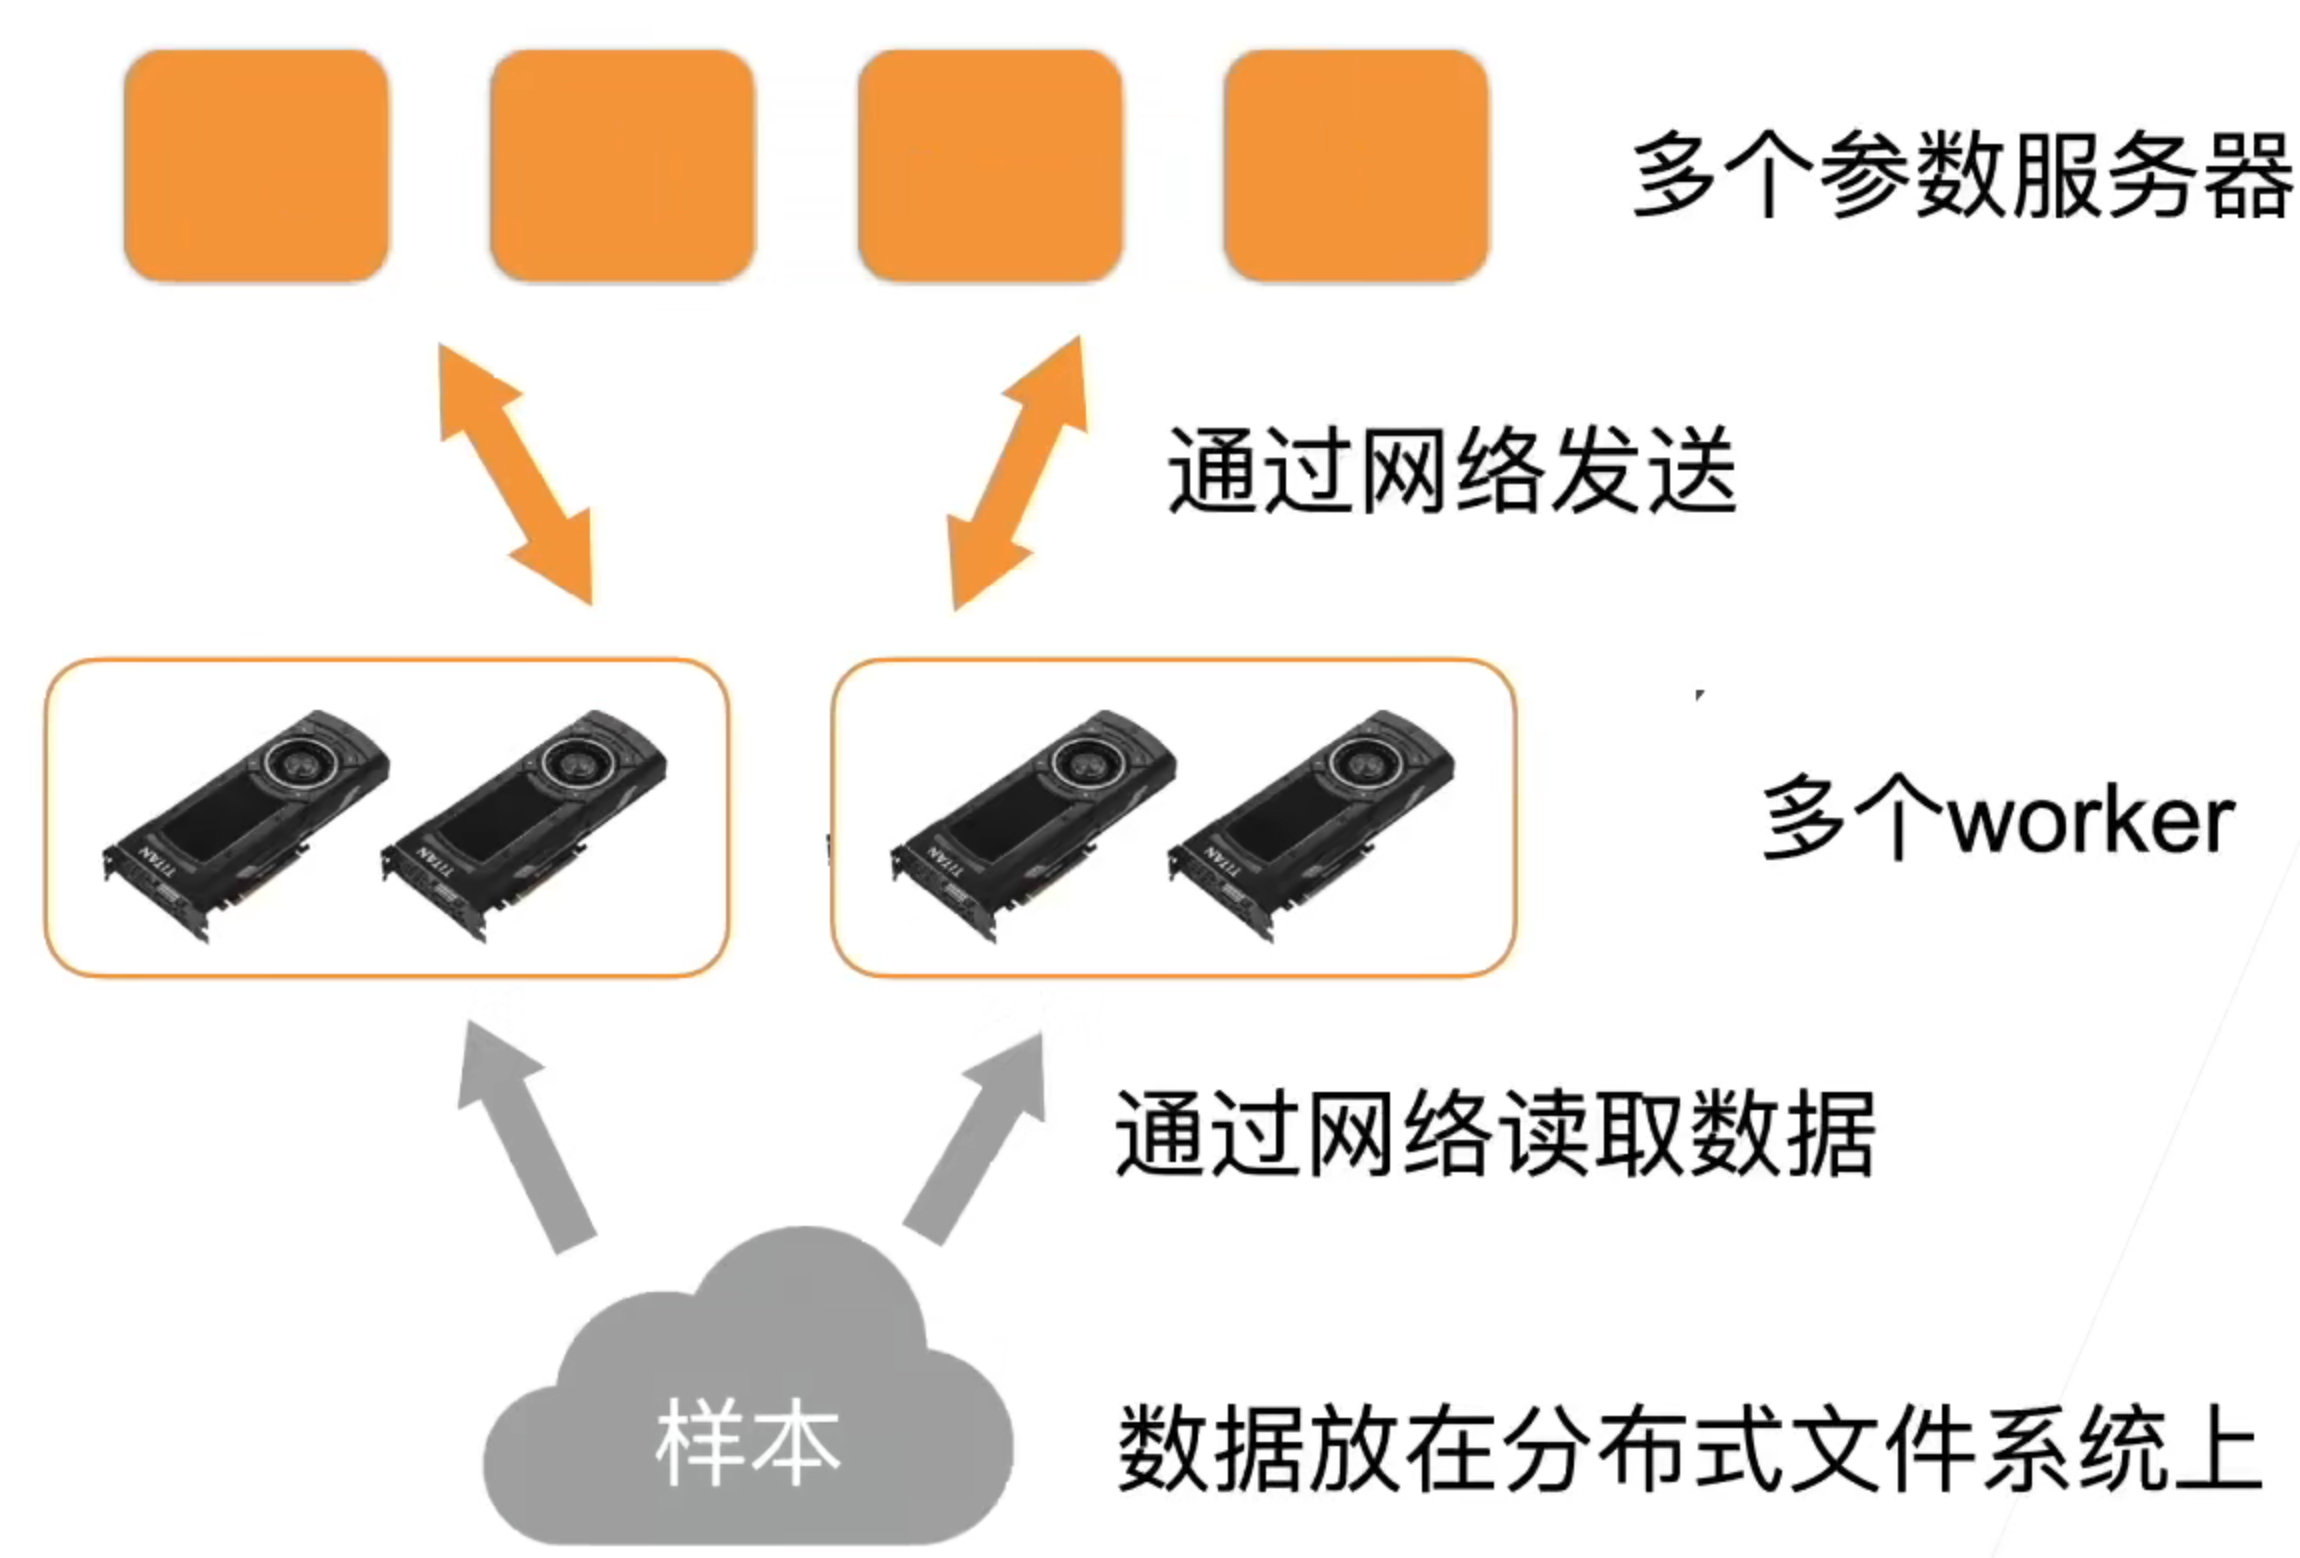 多个参数服务器
通过网络发送
TITAN
TITAN
TITAN
TITAN
多个worker
通过网络读取数据
样本
数据放在分布式文件系统上